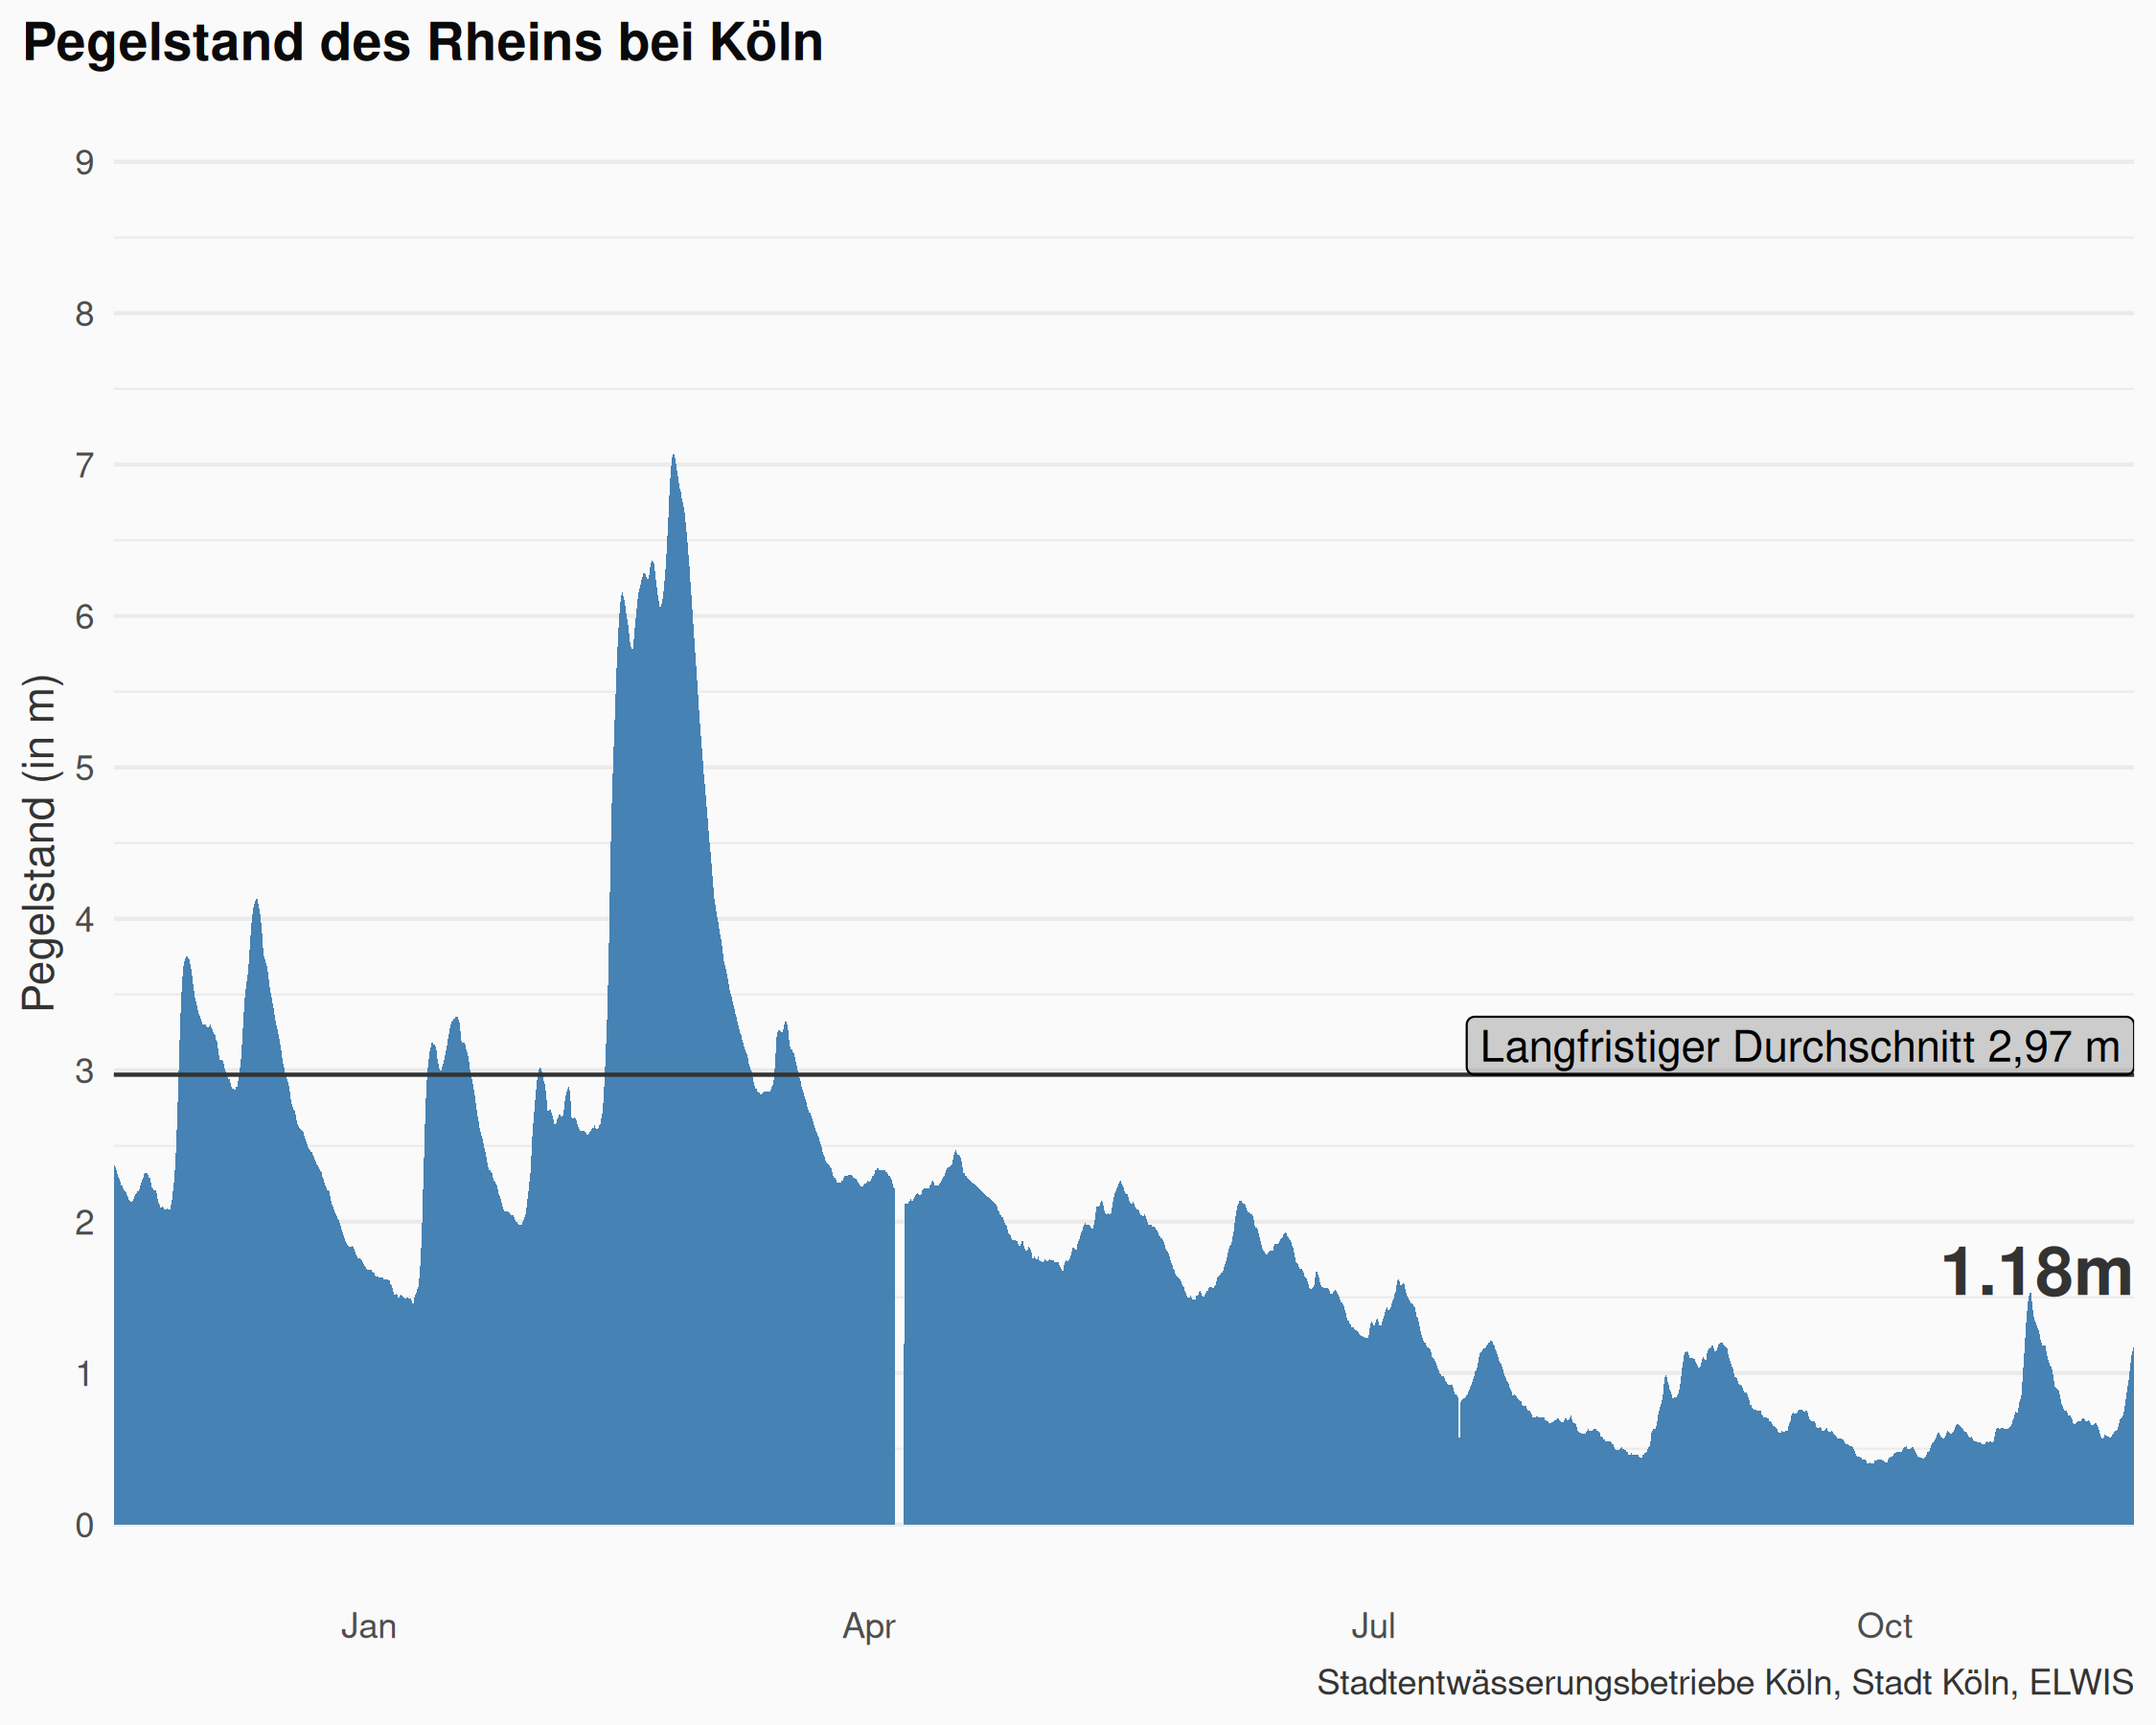 Pegelstand des Rheins bei Köln
Pegelstand (in m)
9
8
7
6
5
4
3
2
1
0
Langfristiger Durchschnitt 2,97 m
1.18m
Jan Apr Jul Oct
Stadtentwässerungsbetriebe Köln, Stadt Köln, ELWIS